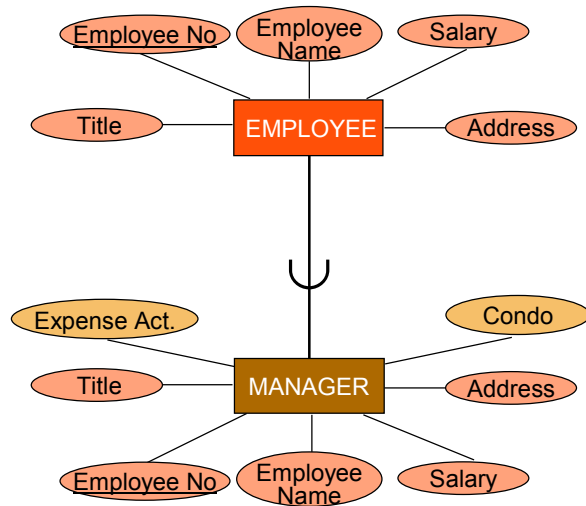 Employee No
Employee
Name
Salary
Title
EMPLOYEE
Address
Expense Act.
Condo
Title
MANAGER
Address
Employee No
Employee
Name
Salary